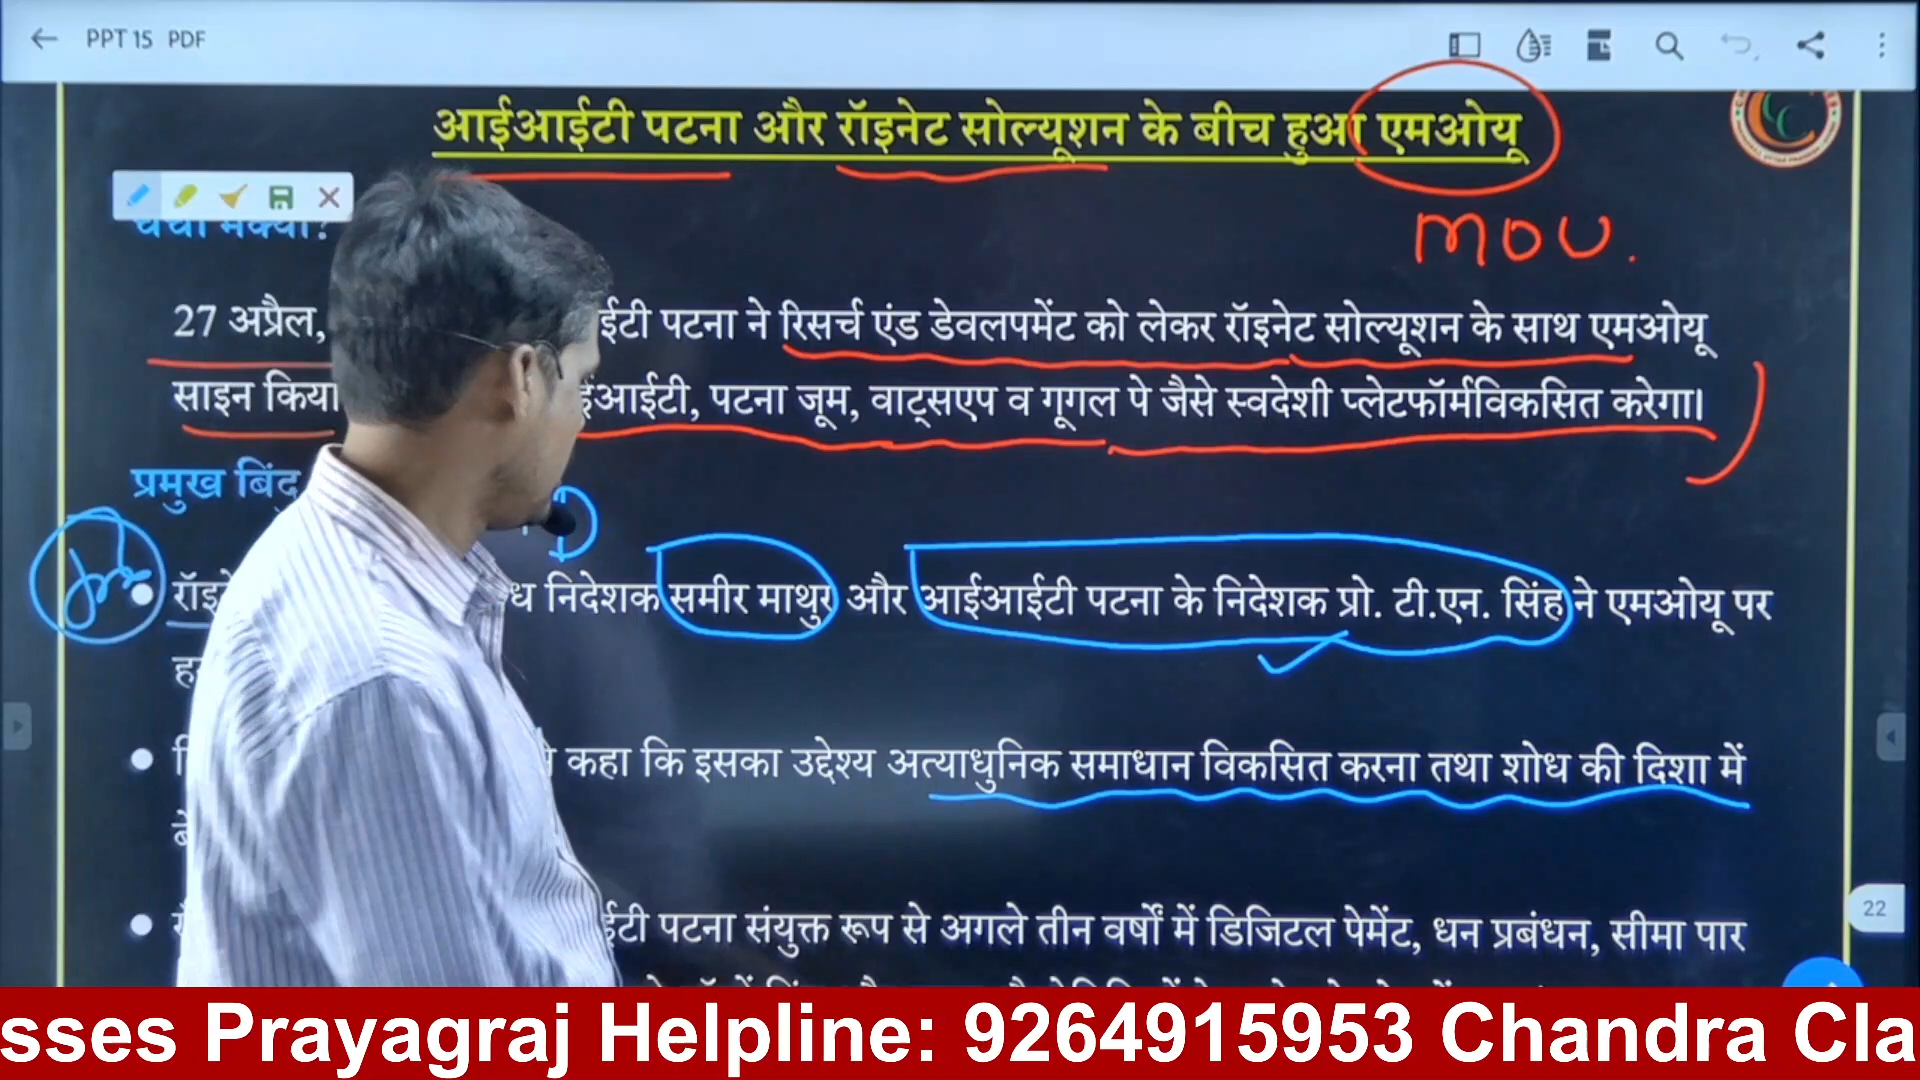 PPT 15 PDF
आईआईटी पटना और रॉइनेट सोल्यूशन के बीच हुआ एमओयू
MOU.
27 अप्रैल, ईटी पटना ने रिसर्च एंड डेवलपमेंट को लेकर रॉइनेट सोल्यूशन के साथ एमओयू
साइन किया ईआईटी, पटना जूम, वाट्सएप व गूगल पे जैसे स्वदेशी प्लेटफॉर्मविकसित करेगा।
प्रमुख बिंदु
निदेशक समीर माथुर और आईआईटी पटना के निदेशक प्रो. टी.एन. सिंह ने एमओयू पर
कहा कि इसका उद्देश्य अत्याधुनिक समाधान विकसित करना तथा शोध की दिशा में
ईटी पटना संयुक्त रूप से अगले तीन वर्षों में डिजिटल पेमेंट, धन प्रबंधन, सीमा पार
22
sses Prayagraj Helpline: 9264915953 Chandra Cla